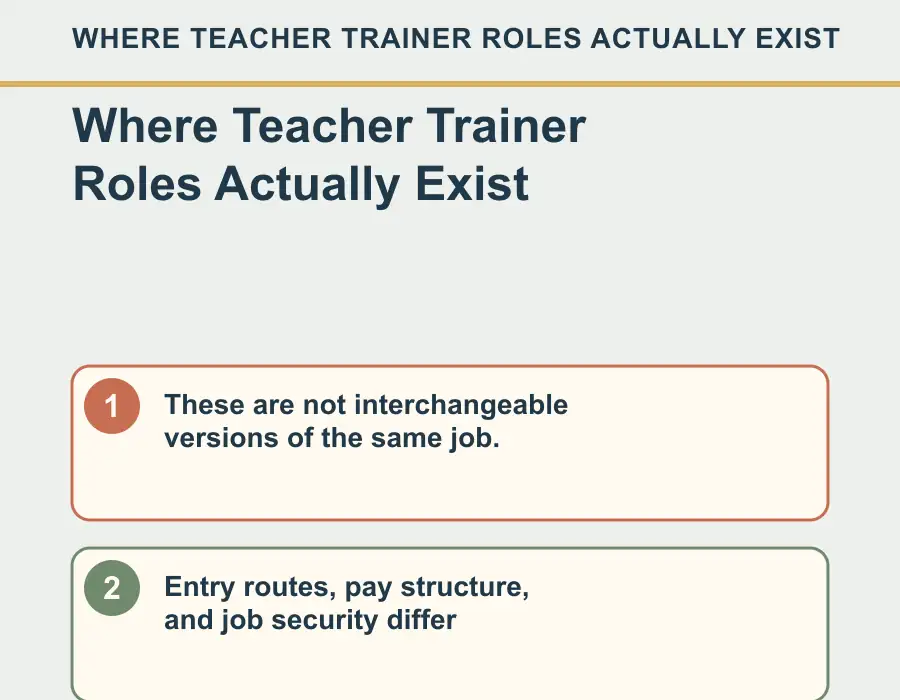 WHERE TEACHER TRAINER ROLES ACTUALLY EXIST
Where Teacher Trainer
Roles Actually Exist
1
These are not interchangeable
versions of the same job.
2
Entry routes, pay structure,
and job security differ